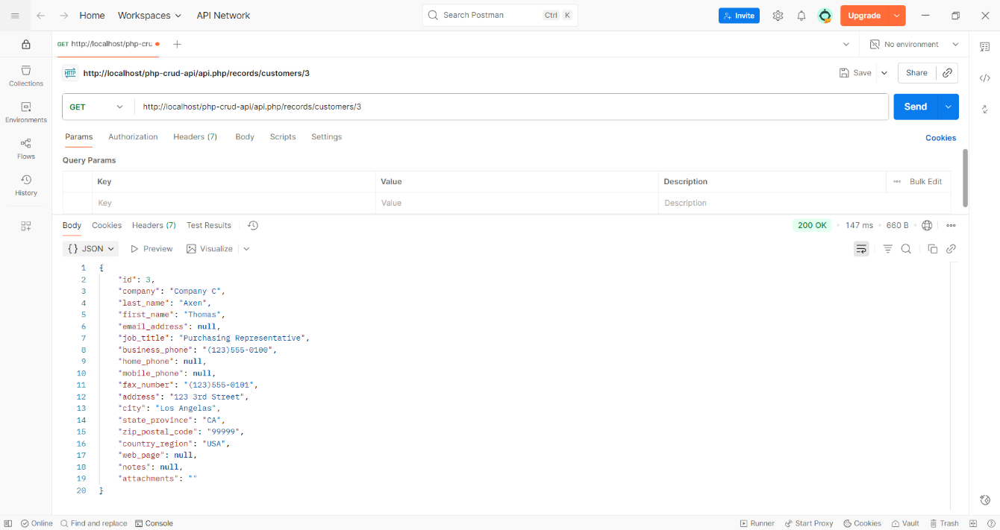 Home Workspaces API Network Search Postman Ctrl K Invite Upgrade
GET http://localhost/php-cru No environment
HTTP http://localhost/php-crud-api/api.php/records/customers/3 Save Share
Collections
GET http://localhost/php-crud-api/api.php/records/customers/3 Send
Environments
Params Authorization Headers (7) Body Scripts Settings Cookies
Flows
Query Params
Key Value Description Bulk Edit
History
Key Value Description
Body Cookies Headers (7) Test Results 200 OK • 147 ms • 660 B •
{} JSON Preview Visualize
1 {
2 "id": 3,
3 "company": "Company C",
4 "last_name": "Axen",
5 "first_name": "Thomas",
6 "email_address": null,
7 "job_title": "Purchasing Representative",
8 "business_phone": "(123)555-0100",
9 "home_phone": null,
10 "mobile_phone": null,
11 "fax_number": "(123)555-0101",
12 "address": "123 3rd Street",
13 "city": "Los Angelas",
14 "state_province": "CA",
15 "zip_postal_code": "99999",
16 "country_region": "USA",
17 "web_page": null,
18 "notes": null,
19 "attachments": ""
20 }
Online Find and replace Console Runner Start Proxy Cookies Vault Trash